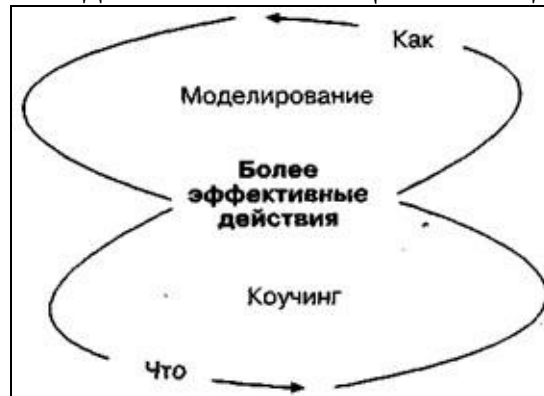 Как
Моделирование
Более
эффективные
действия
Коучинг
Что